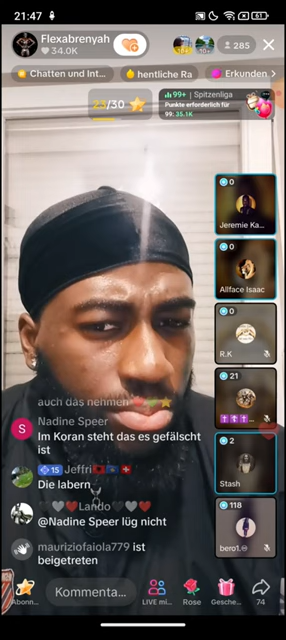 21:47
61
Flexabrenyah
34.0K
10+
10+
285
Chatten und Int...
hentliche Ra
Erkunden
23/30
99+ | Spitzenliga
Punkte erforderlich für
99: 35.1K
0
Jeremie Ka...
0
Allface Isaac
0
R.K
21
2
Stash
118
bero1.
auch das nehmen
S
Nadine Speer
Im Koran steht das es gefälscht
ist
15 Jeffri
Die labern
Lando
@Nadine Speer lüg nicht
mauriziofaiola779 ist
beigetreten
Abonn...
Kommenta...
LIVE mi...
Rose
Gesche...
74